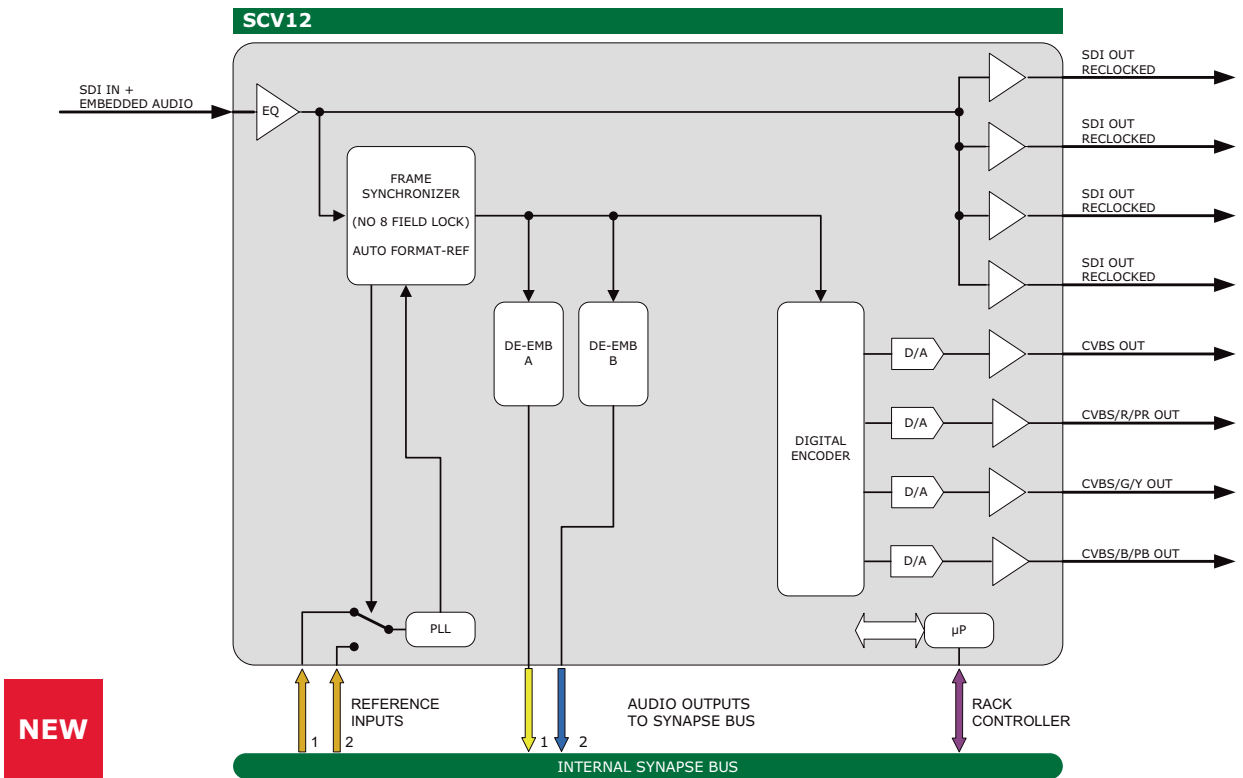 SCV12
SDI IN +
EMBEDDED AUDIO
EQ
SDI OUT
RECLOCKED
SDI OUT
RECLOCKED
SDI OUT
RECLOCKED
SDI OUT
RECLOCKED
FRAME
SYNCHRONIZER
(NO 8 FIELD LOCK)
AUTO FORMAT-REF
DE-EMB
A
DE-EMB
B
DIGITAL
ENCODER
D/A
CVBS OUT
D/A
CVBS/R/PR OUT
D/A
CVBS/G/Y OUT
D/A
CVBS/B/PB OUT
PLL
µP
REFERENCE
INPUTS
1
2
AUDIO OUTPUTS
TO SYNAPSE BUS
1
2
RACK
CONTROLLER
NEW
INTERNAL SYNAPSE BUS